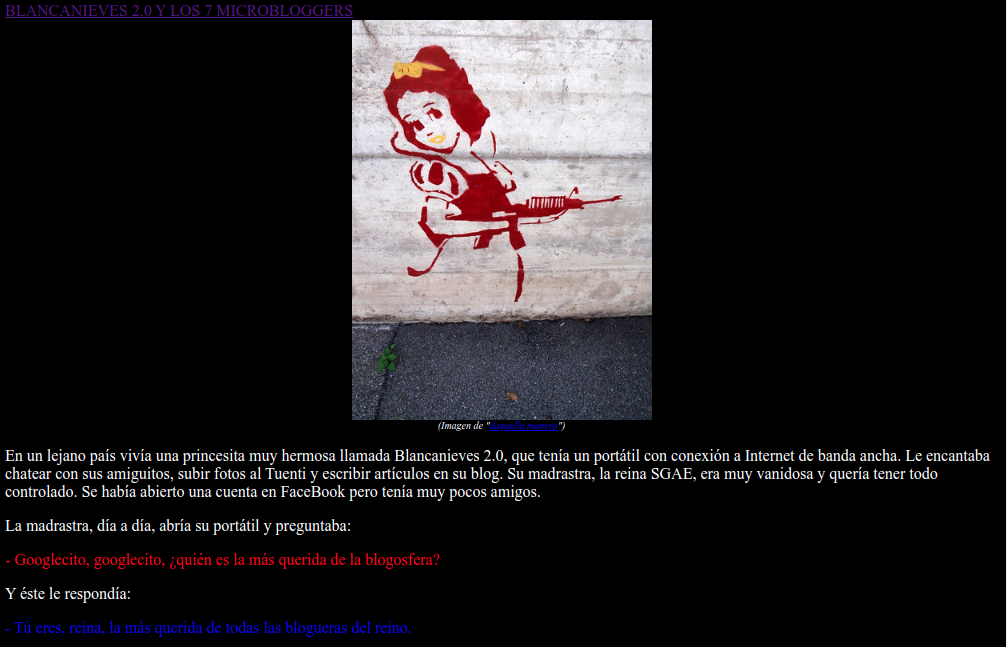 BLANCANIEVES 2.0 Y LOS 7 MICROBLOGGERS
(Imagen de "daquella manera")
En un lejano país vivía una princesita muy hermosa llamada Blancanieves 2.0, que tenía un portátil con conexión a Internet de banda ancha. Le encantaba
chatear con sus amiguitos, subir fotos al Tuenti y escribir artículos en su blog. Su madrastra, la reina SGAE, era muy vanidosa y quería tener todo
controlado. Se había abierto una cuenta en FaceBook pero tenía muy pocos amigos.
La madrastra, día a día, abría su portátil y preguntaba:
- Googlecito, googlecito, ¿quién es la más querida de la blogosfera?
Y éste le respondía:
- Tú eres, reina, la más querida de todas las blogueras del reino.